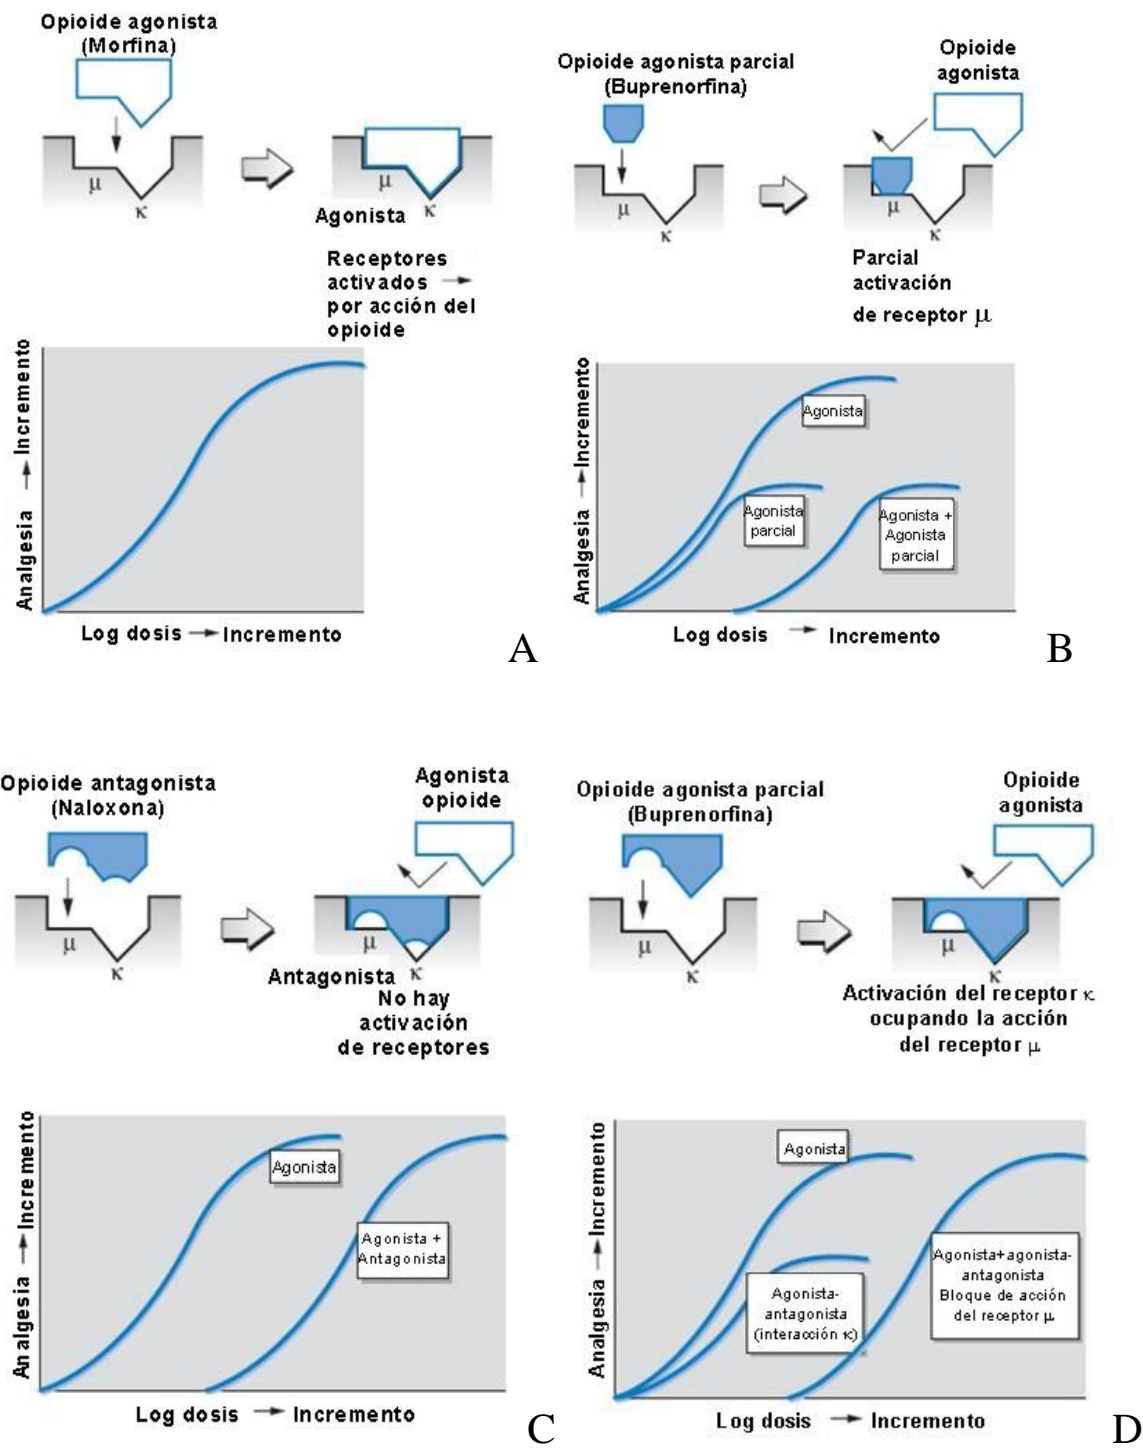 Opioide agonista
(Morfina)
μ
κ
μ
Agonista κ
Receptores
activados →
por acción del
opioide
Analgesia → Incremento
Log dosis → Incremento
A
Opioide agonista parcial
(Buprenorfina)
Opioide
agonista
μ
κ
μ
κ
Parcial
activación
de receptor μ
Analgesia → Incremento
Agonista
Agonista
parcial
Agonista +
Agonista
parcial
Log dosis → Incremento
B
Opioide antagonista
(Naloxona)
Agonista
opioide
μ
κ
μ
Antagonista κ
No hay
activación
de receptores
Analgesia → Incremento
Agonista
Agonista +
Antagonista
Log dosis → Incremento
C
Opioide agonista parcial
(Buprenorfina)
Opioide
agonista
μ
κ
μ
κ
Activación del receptor κ
ocupando la acción
del receptor μ
Analgesia → Incremento
Agonista
Agonista-
antagonista
(interacción κ)
Agonista+agonista-
antagonista
Bloque de acción
del receptor μ
Log dosis → Incremento
D